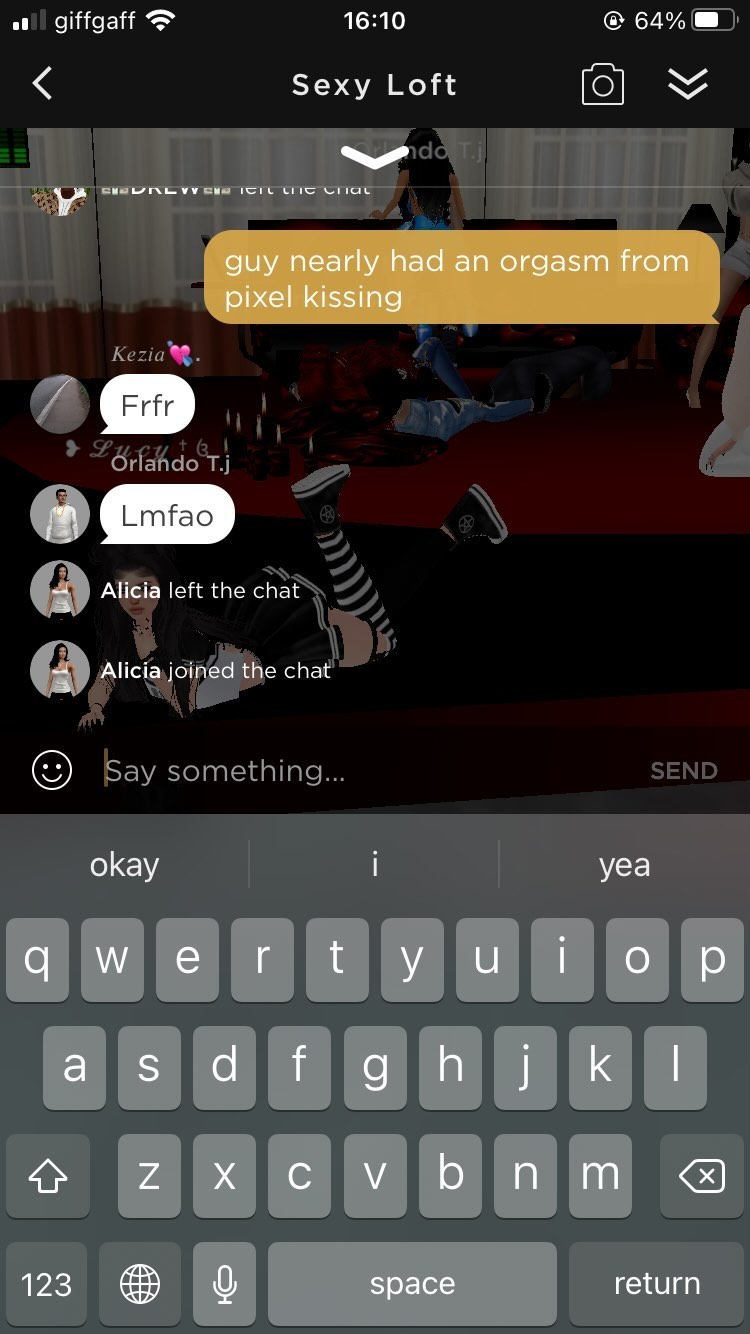 giffgaff 16:10 64%
Sexy Loft
Orlando T.j
DREW left the chat
guy nearly had an orgasm from
pixel kissing
Kezia💘.
Frfr
Lucy
Orlando T.j
Lmfao
Alicia left the chat
Alicia joined the chat
Say something... SEND
okay i yea
q w e r t y u i o p
a s d f g h j k l
z x c v b n m
123 space return